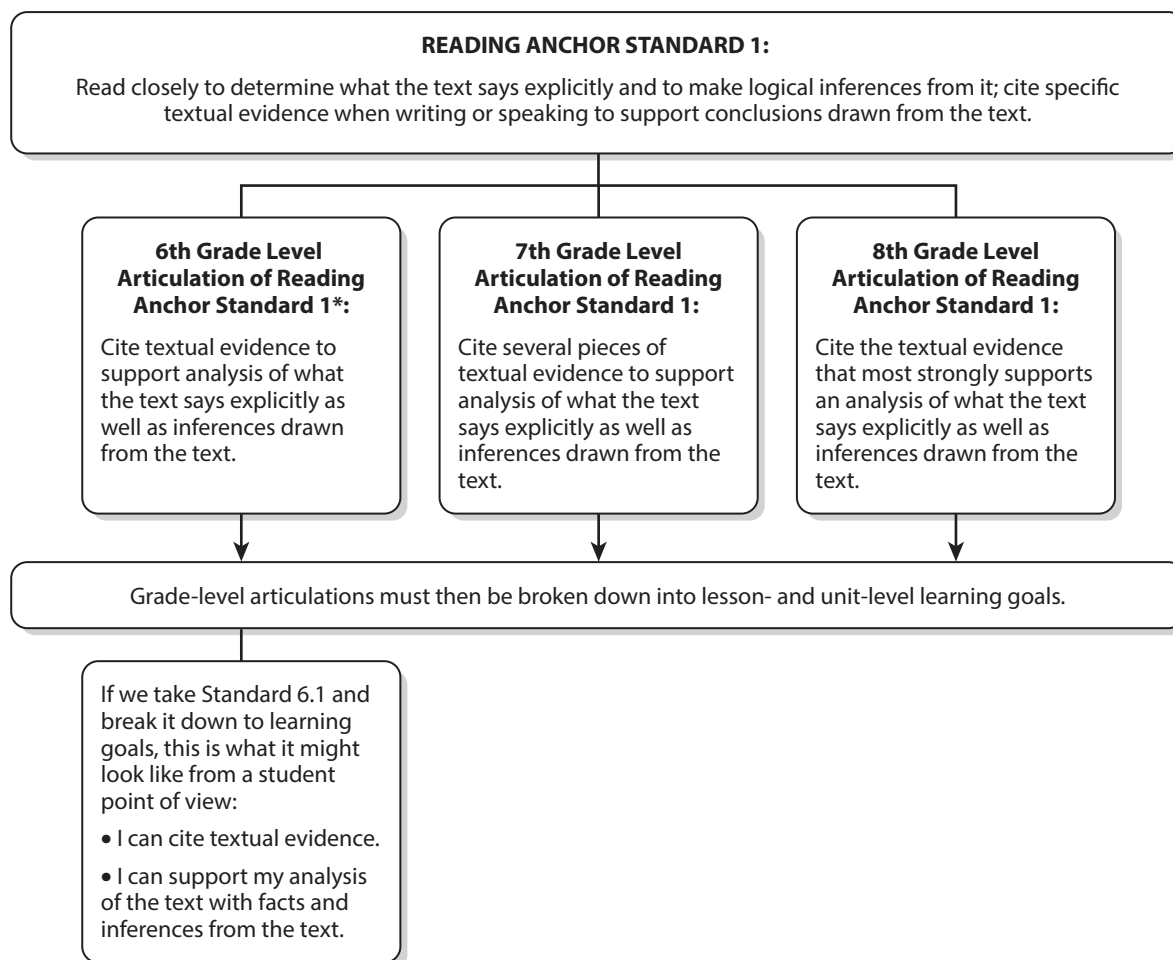 READING ANCHOR STANDARD 1:
Read closely to determine what the text says explicitly and to make logical inferences from it; cite specific
textual evidence when writing or speaking to support conclusions drawn from the text.
6th Grade Level
Articulation of Reading
Anchor Standard 1*:
Cite textual evidence to
support analysis of what
the text says explicitly as
well as inferences drawn
from the text.
7th Grade Level
Articulation of Reading
Anchor Standard 1:
Cite several pieces of
textual evidence to support
analysis of what the text
says explicitly as well as
inferences drawn from the
text.
8th Grade Level
Articulation of Reading
Anchor Standard 1:
Cite the textual evidence
that most strongly supports
an analysis of what the text
says explicitly as well as
inferences drawn from the
text.
Grade-level articulations must then be broken down into lesson- and unit-level learning goals.
If we take Standard 6.1 and
break it down to learning
goals, this is what it might
look like from a student
point of view:
• I can cite textual evidence.
• I can support my analysis
of the text with facts and
inferences from the text.